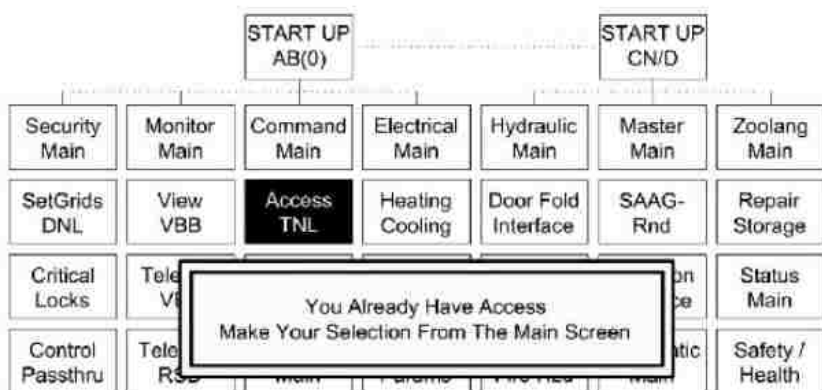 START UP
AB(0)
START UP
CN/D
Security
Main
Monitor
Main
Command
Main
Electrical
Main
Hydraulic
Main
Master
Main
Zoolang
Main
SetGrids
DNL
View
VBB
Access
TNL
Heating
Cooling
Door Fold
Interface
SAAG-
Rnd
Repair
Storage
Critical
Locks
Status
Main
You Already Have Access
Make Your Selection From The Main Screen
Control
Passthru
Main
Safety /
Health